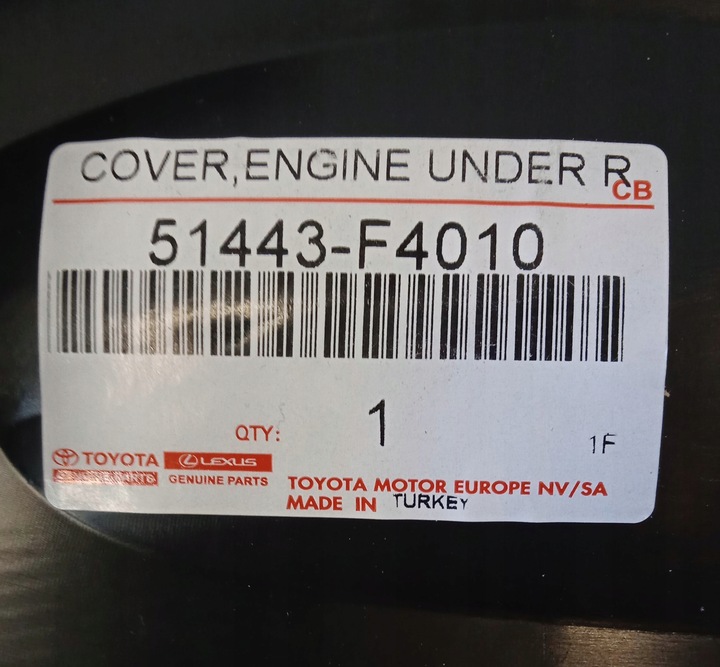 COVER,ENGINE UNDER R
CB
51443-F4010
QTY: 1
1F
TOYOTA LEXUS
GENUINE PARTS GENUINE PARTS
TOYOTA MOTOR EUROPE NV/SA
MADE IN TURKEY